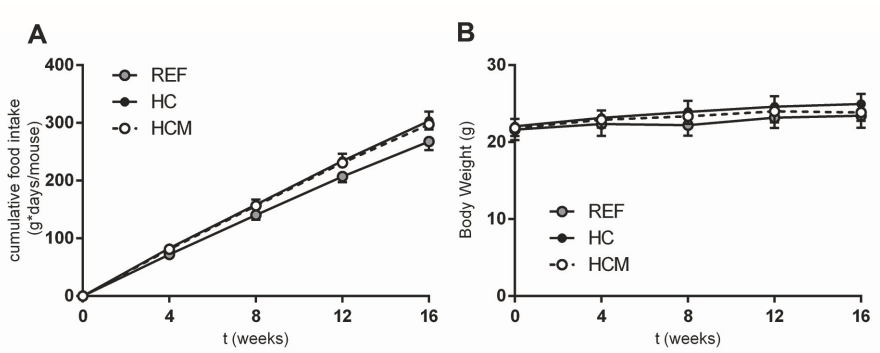 A
400
300
200
100
0
0 4 8 12 16
cumulative food intake
(g*days/mouse)
t (weeks)
REF
HC
HCM
B
30
20
10
0
0 4 8 12 16
Body Weight (g)
t (weeks)
REF
HC
HCM